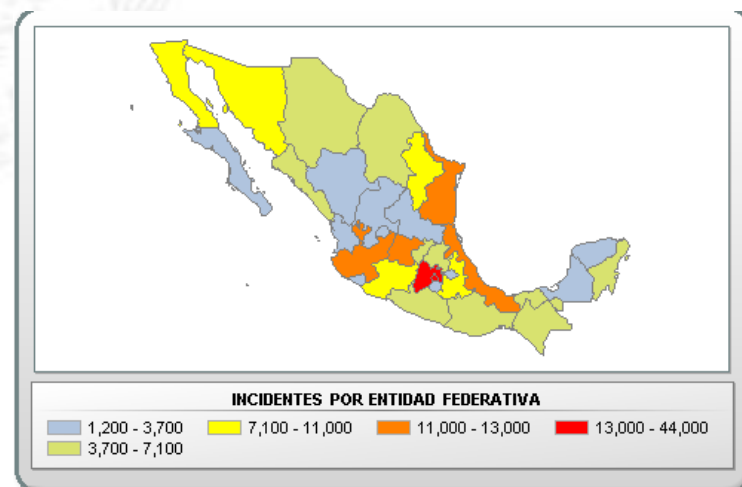 INCIDENTES POR ENTIDAD FEDERATIVA
1,200 - 3,700 7,100 - 11,000 11,000 - 13,000 13,000 - 44,000
3,700 - 7,100